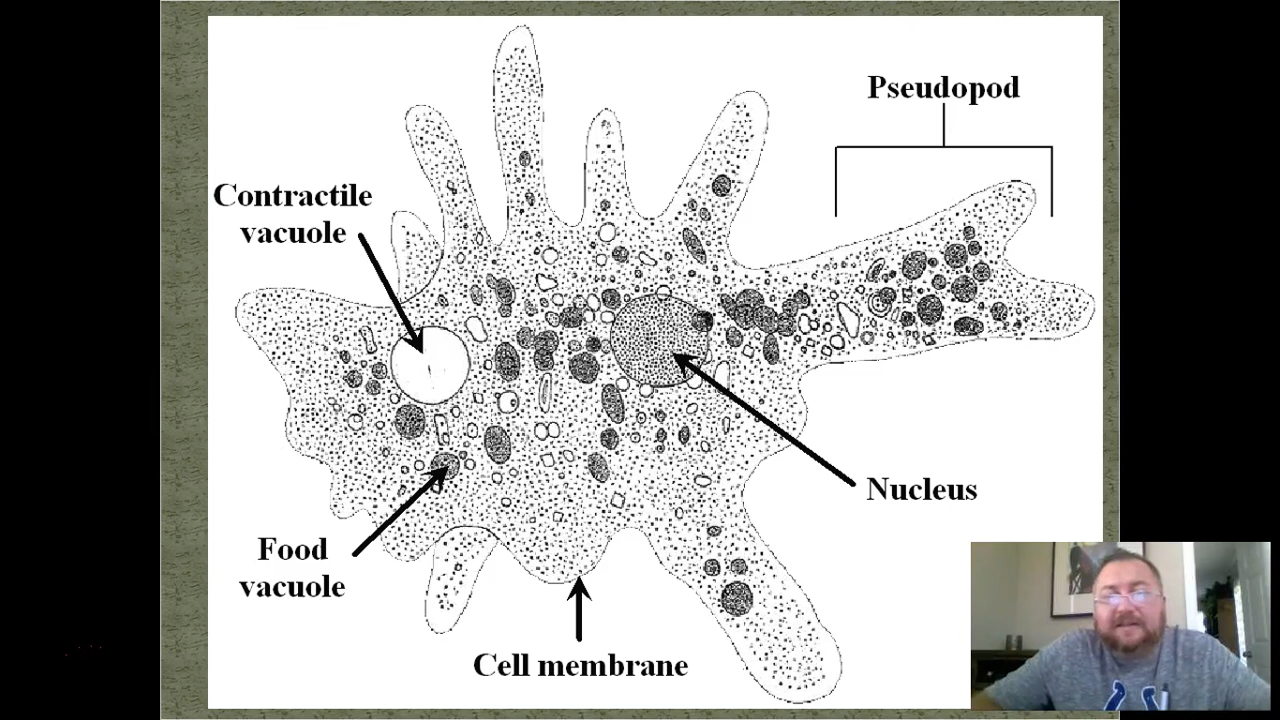 Pseudopod
Contractile
vacuole
Nucleus
Food
vacuole
Cell membrane